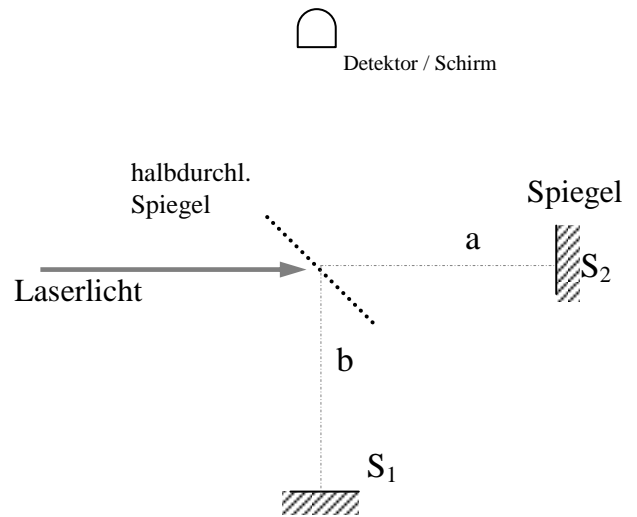 Detektor / Schirm
halbdurchl.
Spiegel
Spiegel
a
S2
Laserlicht
b
S1